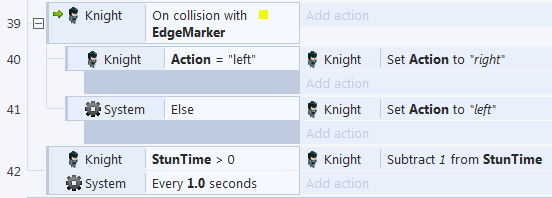 39 Knight On collision with Add action
EdgeMarker
40 Knight Action = "left" Knight Set Action to "right"
Add action
41 System Else Knight Set Action to "left"
Add action
42 Knight StunTime > 0 Knight Subtract 1 from StunTime
System Every 1.0 seconds Add action